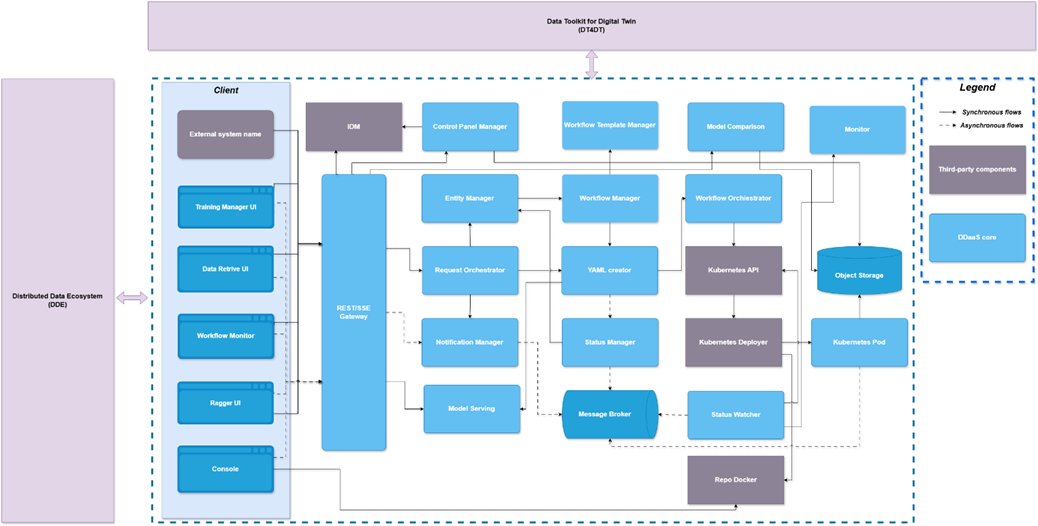 Data Toolkit for Digital Twin
(DT4DT)
Distributed Data Ecosystem
(DDE)
Client
External system name
Training Manager UI
Data Retrive UI
Workflow Monitor
Ragger UI
Console
IDM
Control Panel Manager
Workflow Template Manager
Model Comparison
Monitor
REST/SSE
Gateway
Entity Manager
Workflow Manager
Workflow Orchiestrator
Request Orchestrator
YAML creator
Kubernetes API
Object Storage
Notification Manager
Status Manager
Kubernetes Deployer
Kubernetes Pod
Model Serving
Message Broker
Status Watcher
Repo Docker
Legend
Synchronous flows
Asynchronous flows
Third-party components
DDaaS core